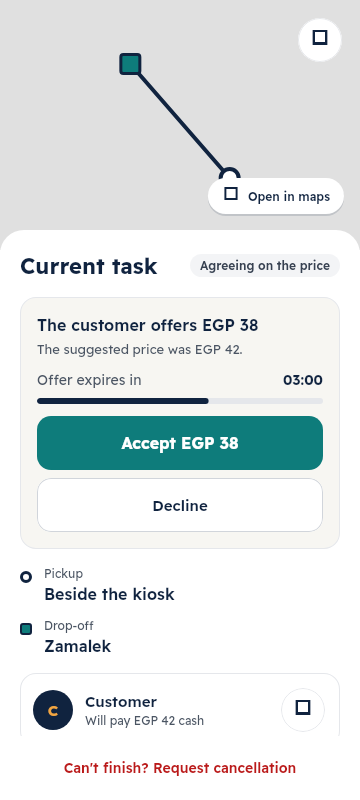 Open in maps
Current task
Agreeing on the price
The customer offers EGP 38
The suggested price was EGP 42.
Offer expires in
03:00
Accept EGP 38
Decline
Pickup
Beside the kiosk
Drop-off
Zamalek
C
Customer
Will pay EGP 42 cash
Can't finish? Request cancellation